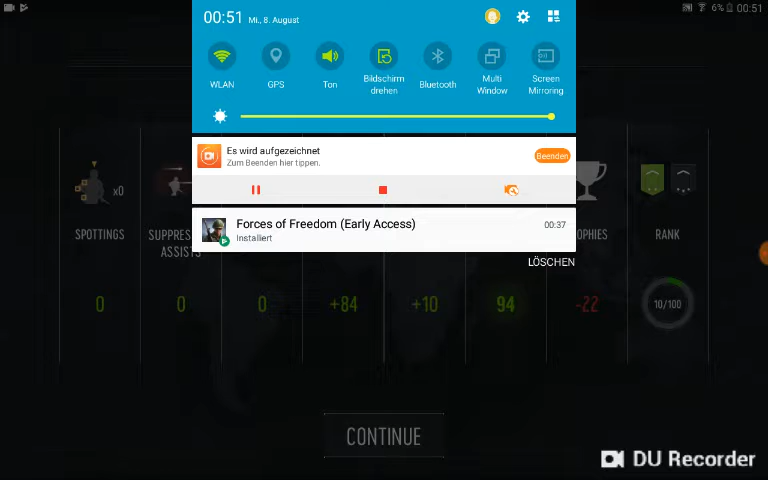 00:51 Mi., 8. August
6% 00:51
WLAN
GPS
Ton
Bildschirm drehen
Bluetooth
Multi Window
Screen Mirroring
Es wird aufgezeichnet
Zum Beenden hier tippen.
Beenden
Forces of Freedom (Early Access)
00:37
Installiert
LÖSCHEN
x0
SPOTTINGS
SUPPRES
ASSISTS
OPHIES
RANK
0
0
0
+84
+10
94
-22
10/100
CONTINUE
DU Recorder